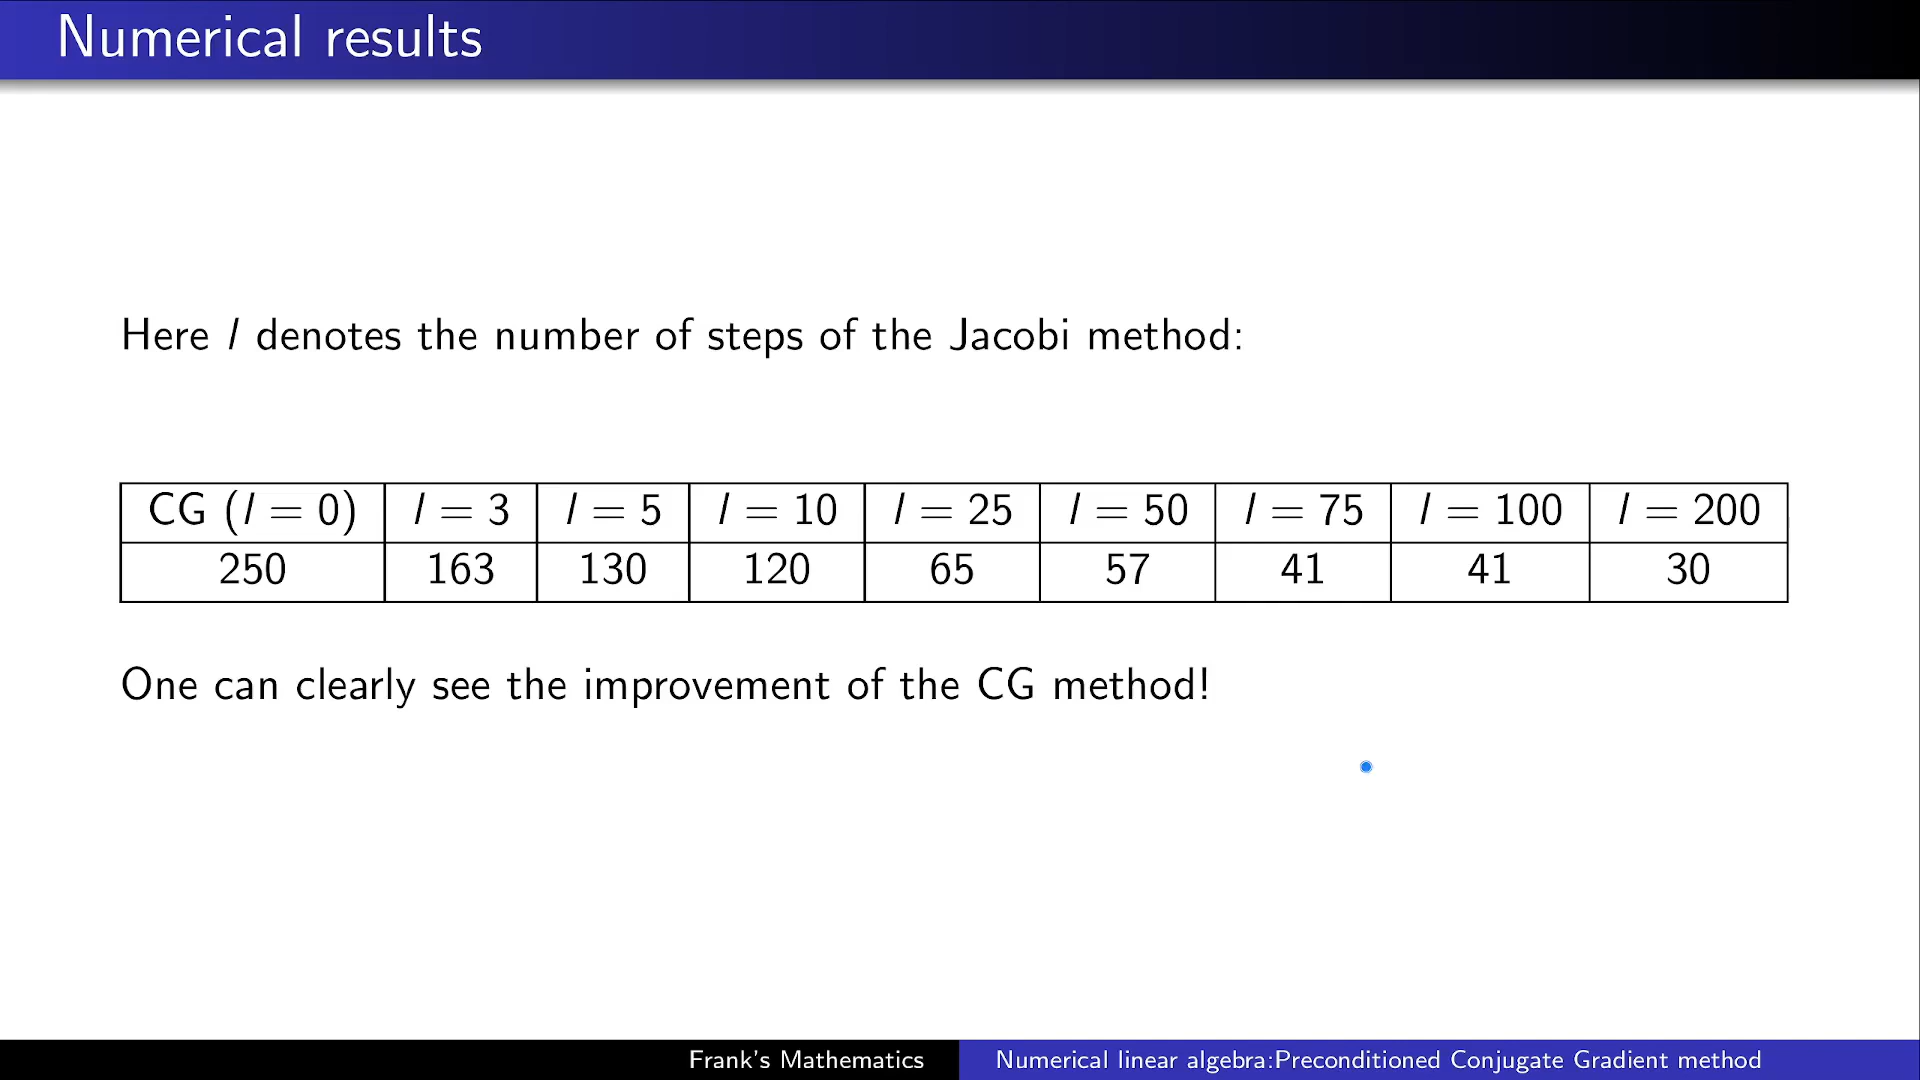 Numerical results
Here l denotes the number of steps of the Jacobi method:
CG (l = 0) l = 3 l = 5 l = 10 l = 25 l = 50 l = 75 l = 100 l = 200
250 163 130 120 65 57 41 41 30
One can clearly see the improvement of the CG method!
Frank's Mathematics Numerical linear algebra:Preconditioned Conjugate Gradient method